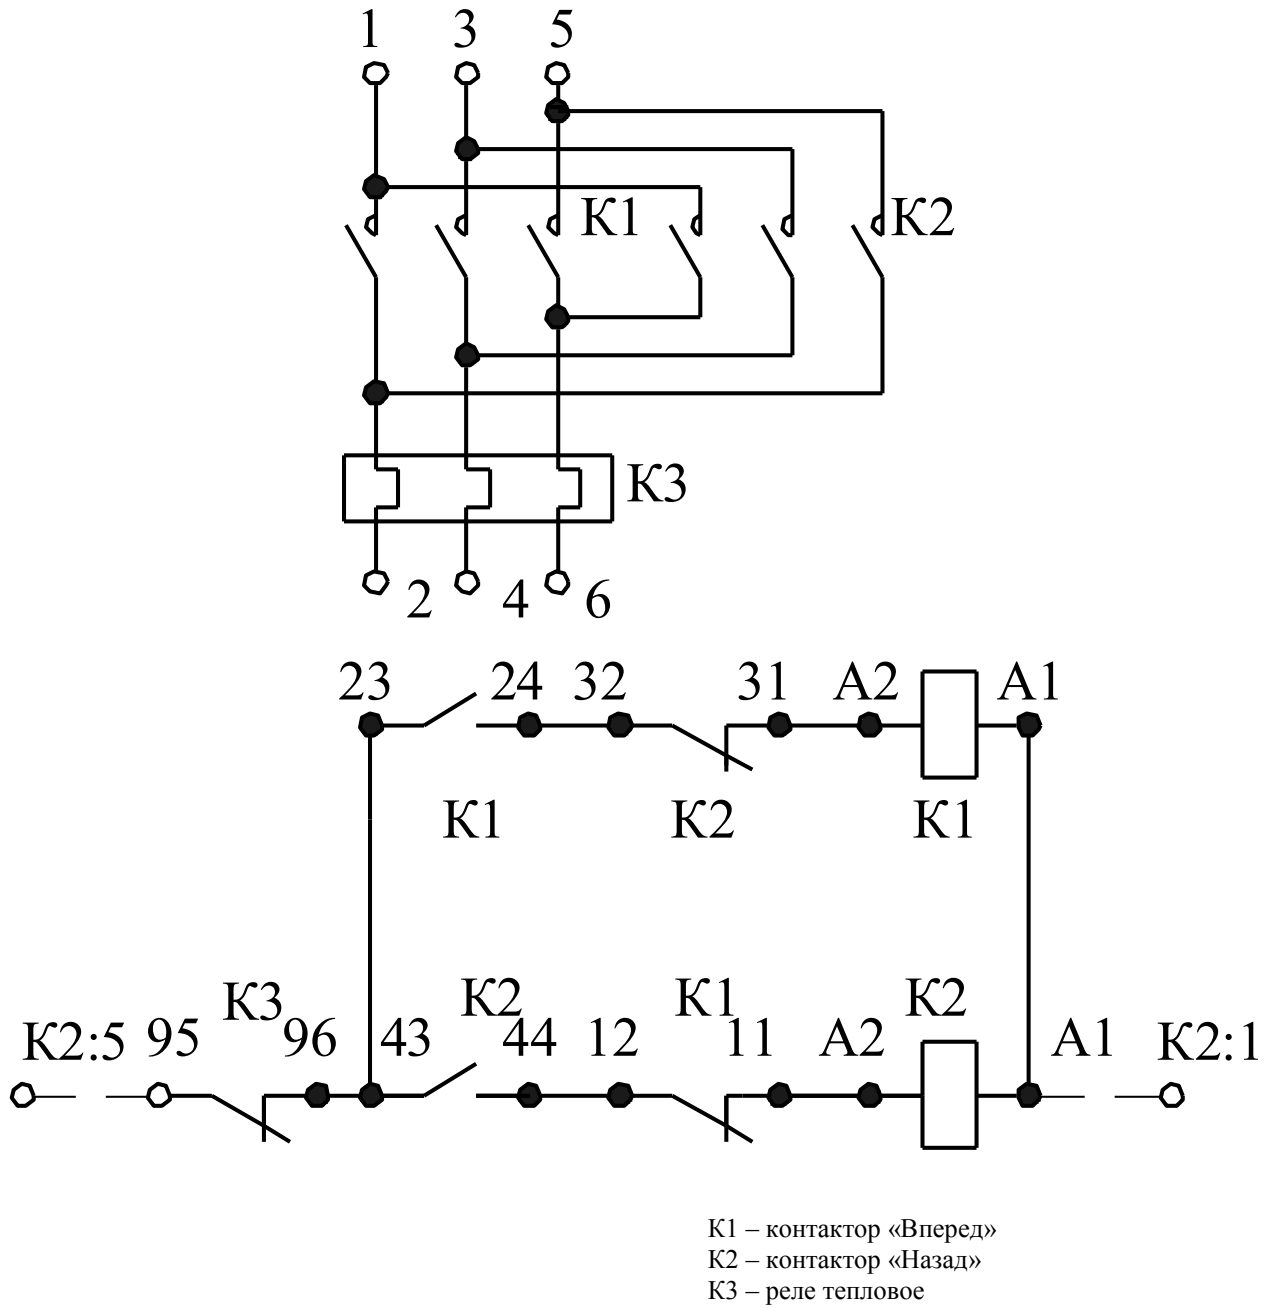 1 3 5
К1 К2
К3
2 4 6
23 24 32 31 А2 А1
К1 К2 К1
К3 К2 К1 К2
К2:5 95 96 43 44 12 11 А2 А1 К2:1
К1 – контактор «Вперед»
К2 – контактор «Назад»
К3 – реле тепловое